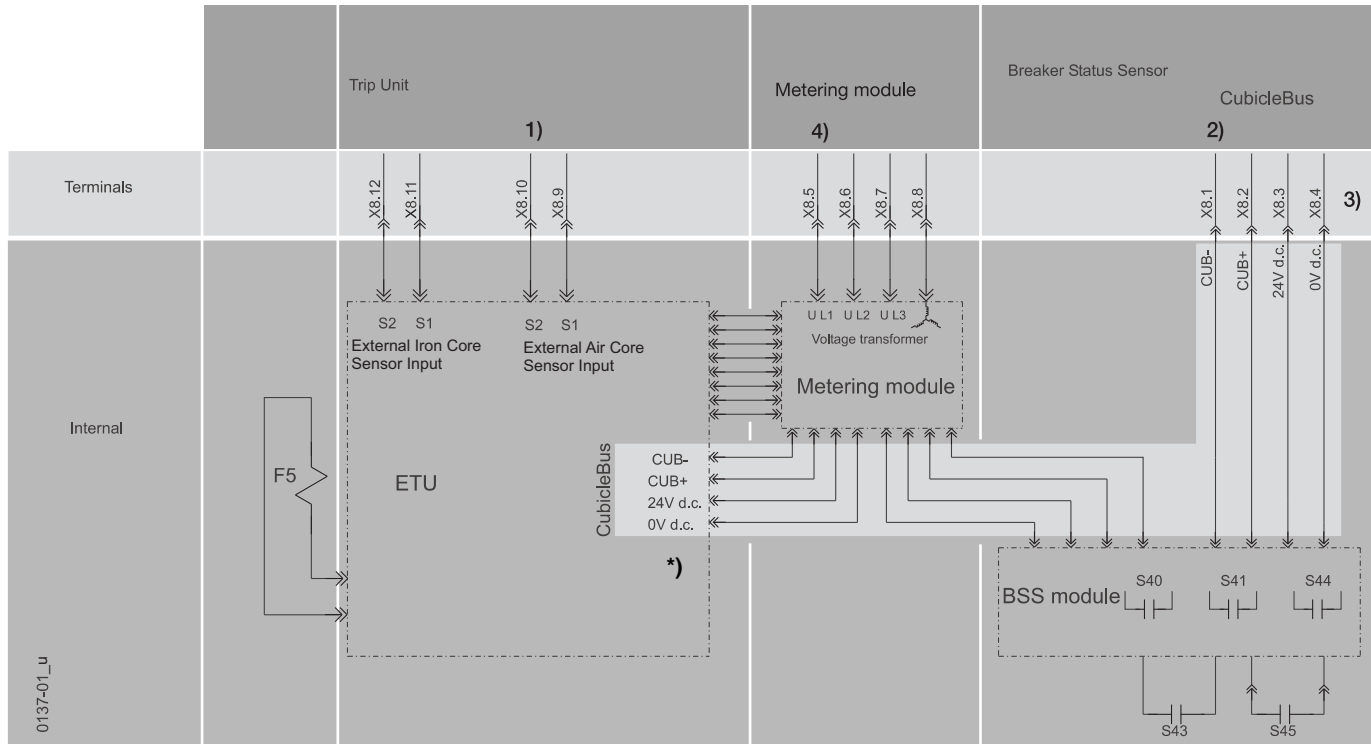 Trip Unit
Metering module
Breaker Status Sensor
CubicleBus
1)
4)
2)
Terminals
X8.12
X8.11
X8.10
X8.9
X8.5
X8.6
X8.7
X8.8
X8.1
X8.2
X8.3
X8.4
3)
CUB-
CUB+
24V d.c.
0V d.c.
S2 S1
External Iron Core
Sensor Input
S2 S1
External Air Core
Sensor Input
U L1 U L2 U L3
Voltage transformer
Metering module
Internal
F5
ETU
CubicleBus
CUB-
CUB+
24V d.c.
0V d.c.
*)
BSS module
S40
S41
S44
S43
S45
0137-01_u